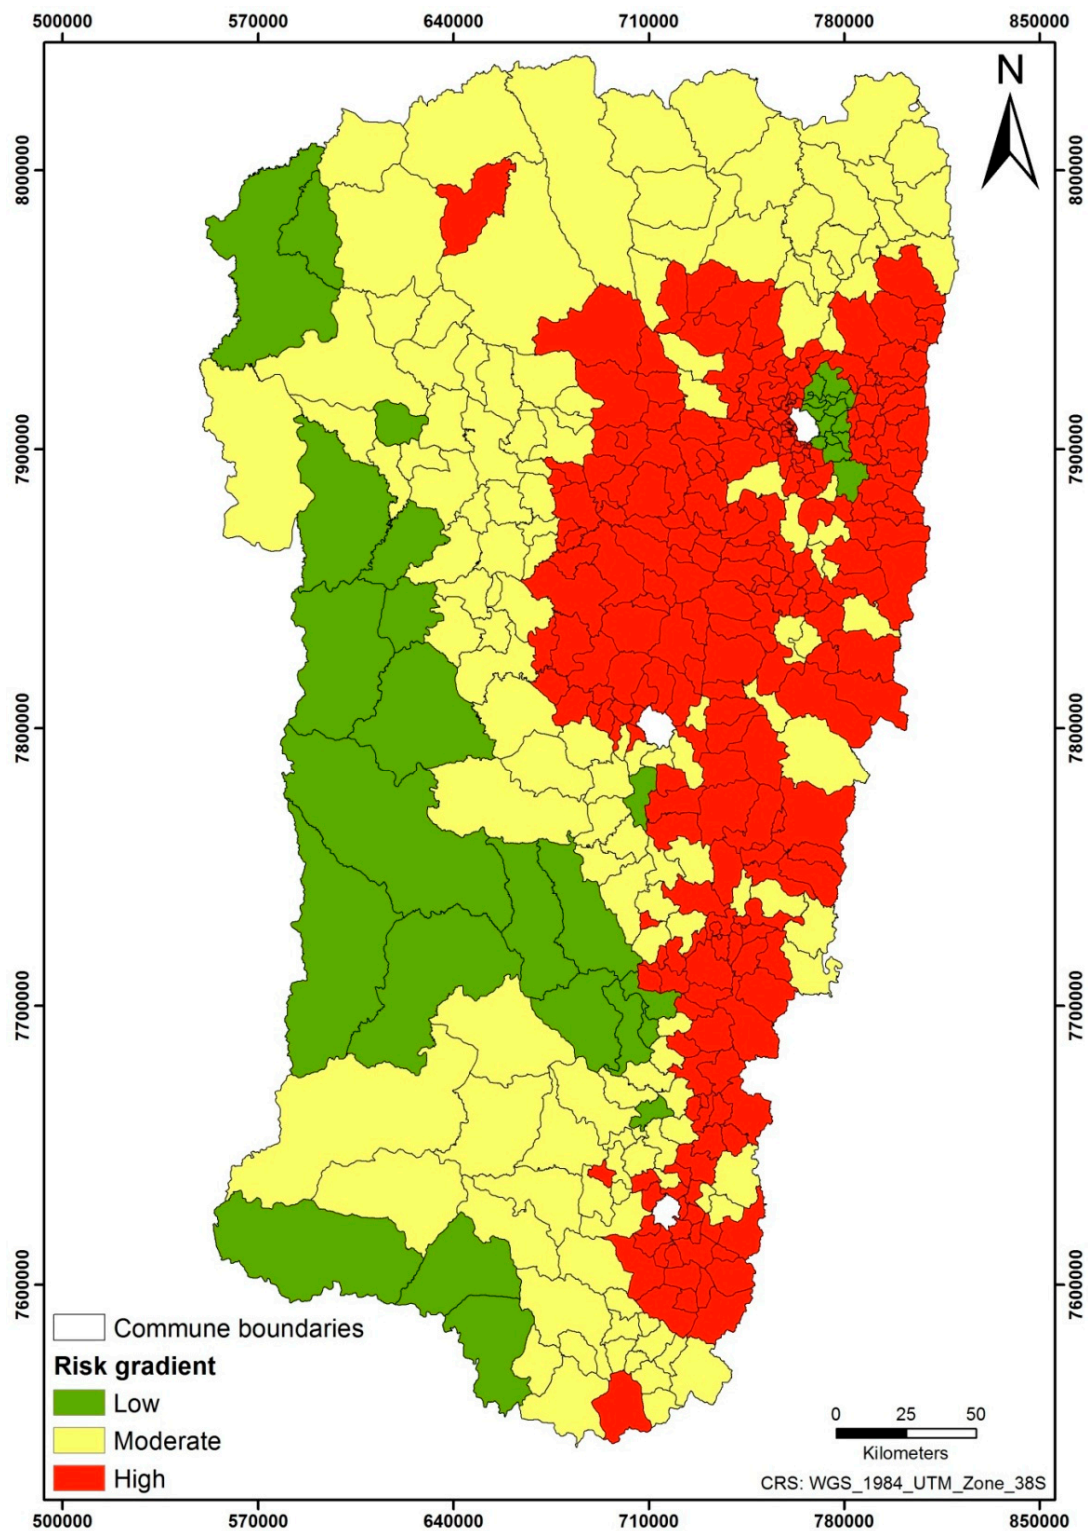 500000 570000 640000 710000 780000 850000
N
8000000 8000000
7900000 7900000
7800000 7800000
7700000 7700000
7600000 7600000
Commune boundaries
Risk gradient
Low
Moderate
High
0 25 50
Kilometers
CRS: WGS_1984_UTM_Zone_38S
500000 570000 640000 710000 780000 850000